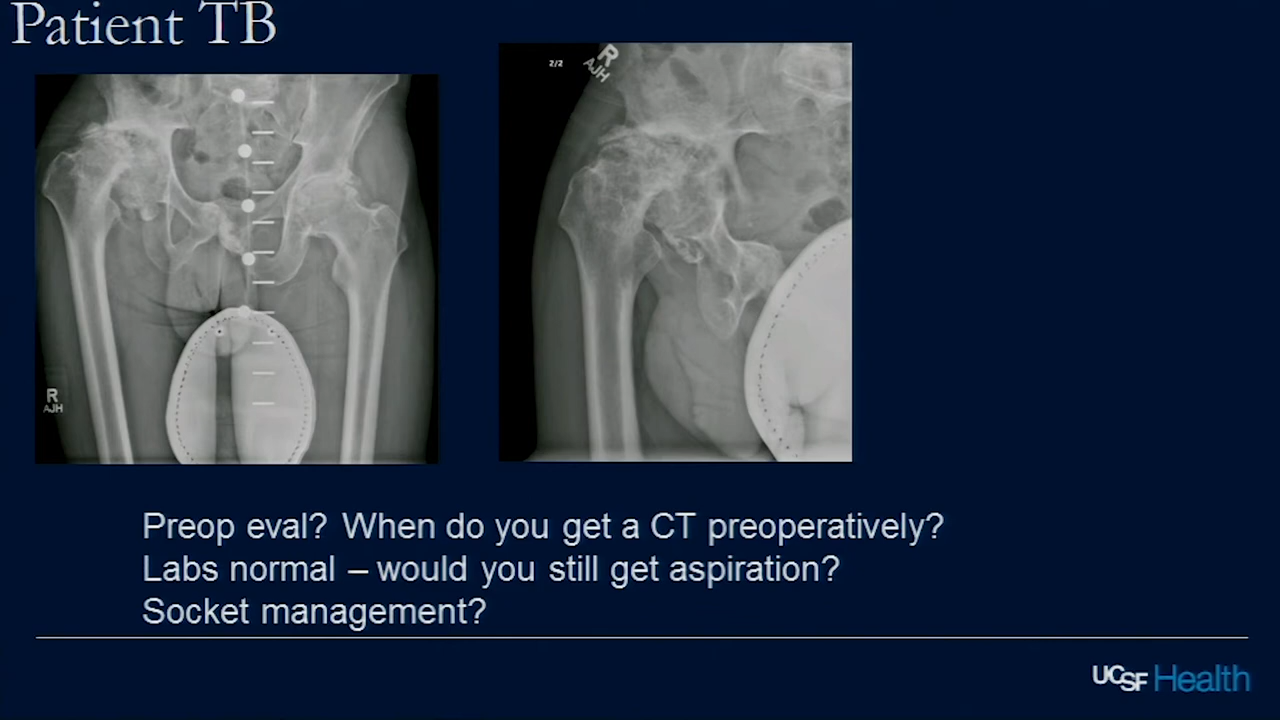 Patient TB
2/2
R
AJH
R
AJH
Preop eval? When do you get a CT preoperatively?
Labs normal – would you still get aspiration?
Socket management?
UCSF Health